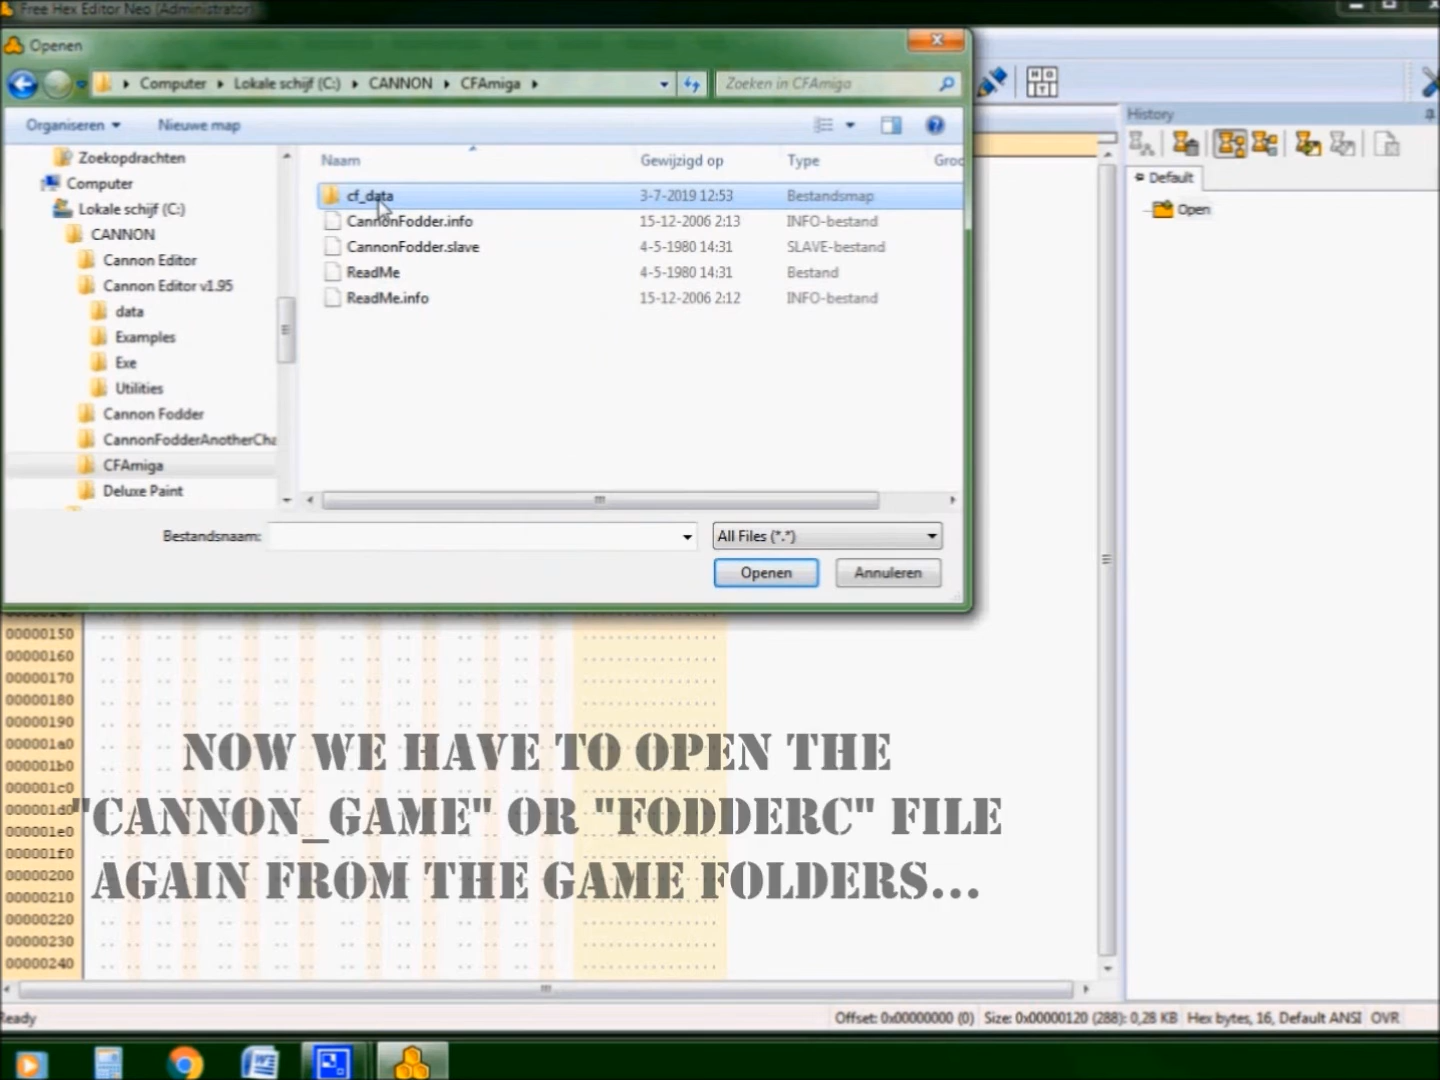 Free Hex Editor Neo (Administrator)
Openen
Computer
Lokale schijf (C:)
CANNON
CFAmiga
Zoeken in CFAmiga
Organiseren
Nieuwe map
Zoekopdrachten
Computer
Lokale schijf (C:)
CANNON
Cannon Editor
Cannon Editor v1.95
data
Examples
Exe
Utilities
Cannon Fodder
CannonFodderAnotherCha
CFAmiga
Deluxe Paint
Naam Gewijzigd op Type Groo
cf_data 3-7-2019 12:53 Bestandsmap
CannonFodder.info 15-12-2006 2:13 INFO-bestand
CannonFodder.slave 4-5-1980 14:31 SLAVE-bestand
ReadMe 4-5-1980 14:31 Bestand
ReadMe.info 15-12-2006 2:12 INFO-bestand
Bestandsnaam:
All Files (*.*)
Openen
Annuleren
History
Default
Open
00000150
00000160
00000170
00000180
00000190
000001a0
000001b0
000001c0
000001d0
000001e0
000001f0
00000200
00000210
00000220
00000230
00000240
NOW WE HAVE TO OPEN THE
"CANNON_GAME" OR "FODDERC" FILE
AGAIN FROM THE GAME FOLDERS...
Ready
Offset: 0x00000000 (0) Size: 0x00000120 (288): 0,28 KB Hex bytes, 16, Default ANSI OVR